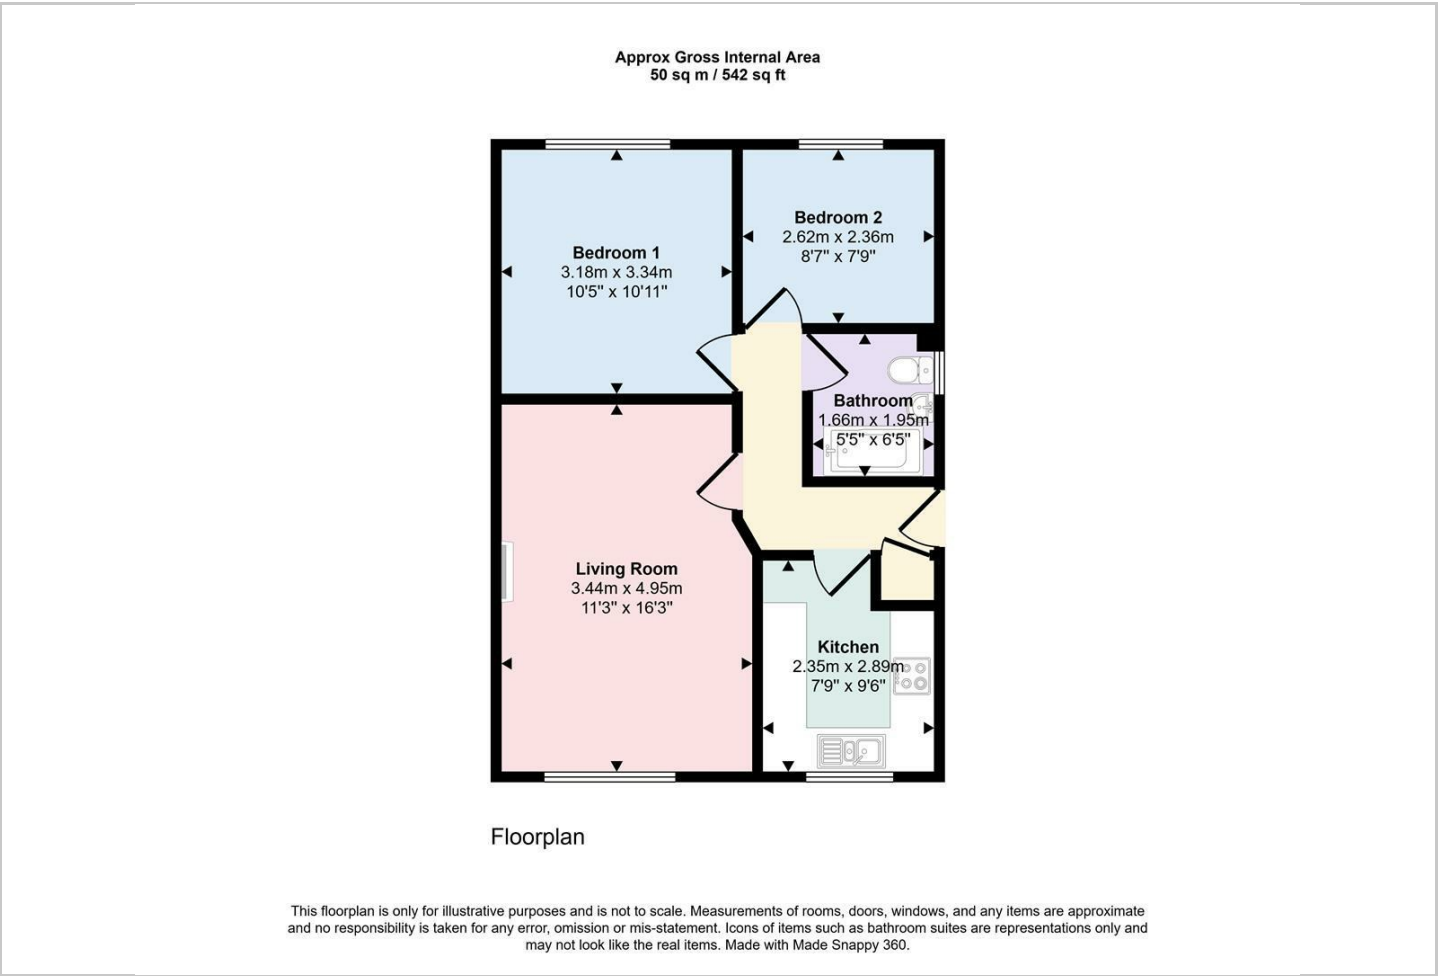 Approx Gross Internal Area
50 sq m / 542 sq ft
Bedroom 1
3.18m x 3.34m
10'5" x 10'11"
Bedroom 2
2.62m x 2.36m
8'7" x 7'9"
Bathroom
1.66m x 1.95m
5'5" x 6'5"
Living Room
3.44m x 4.95m
11'3" x 16'3"
Kitchen
2.35m x 2.89m
7'9" x 9'6"
Floorplan
This floorplan is only for illustrative purposes and is not to scale. Measurements of rooms, doors, windows, and any items are approximate
and no responsibility is taken for any error, omission or mis-statement. Icons of items such as bathroom suites are representations only and
may not look like the real items. Made with Made Snappy 360.